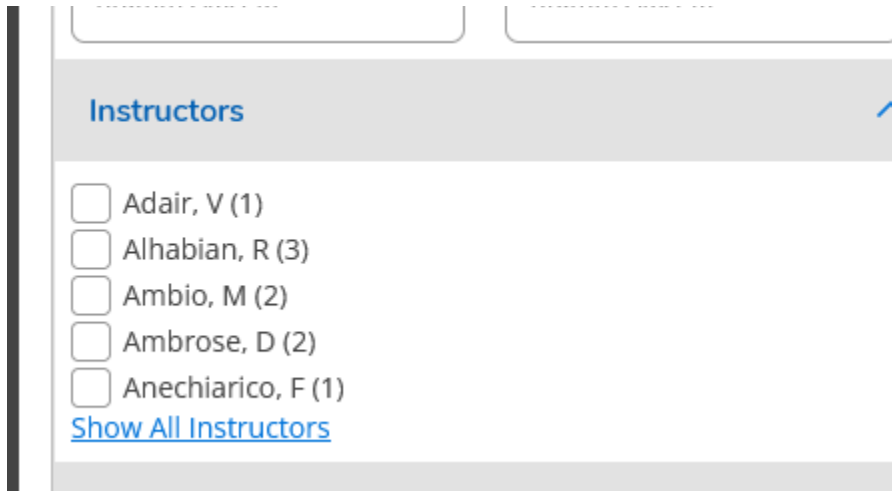 Instructors
Adair, V (1)
Alhabian, R (3)
Ambio, M (2)
Ambrose, D (2)
Anechiarico, F (1)
Show All Instructors